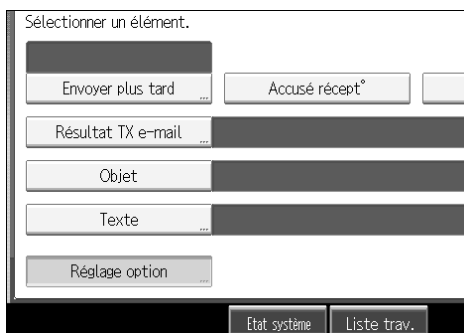 Sélectionner un élément.
Envoyer plus tard ... Accusé récept°
Résultat TX e-mail ...
Objet
Texte ...
Réglage option ...
Etat système Liste trav.